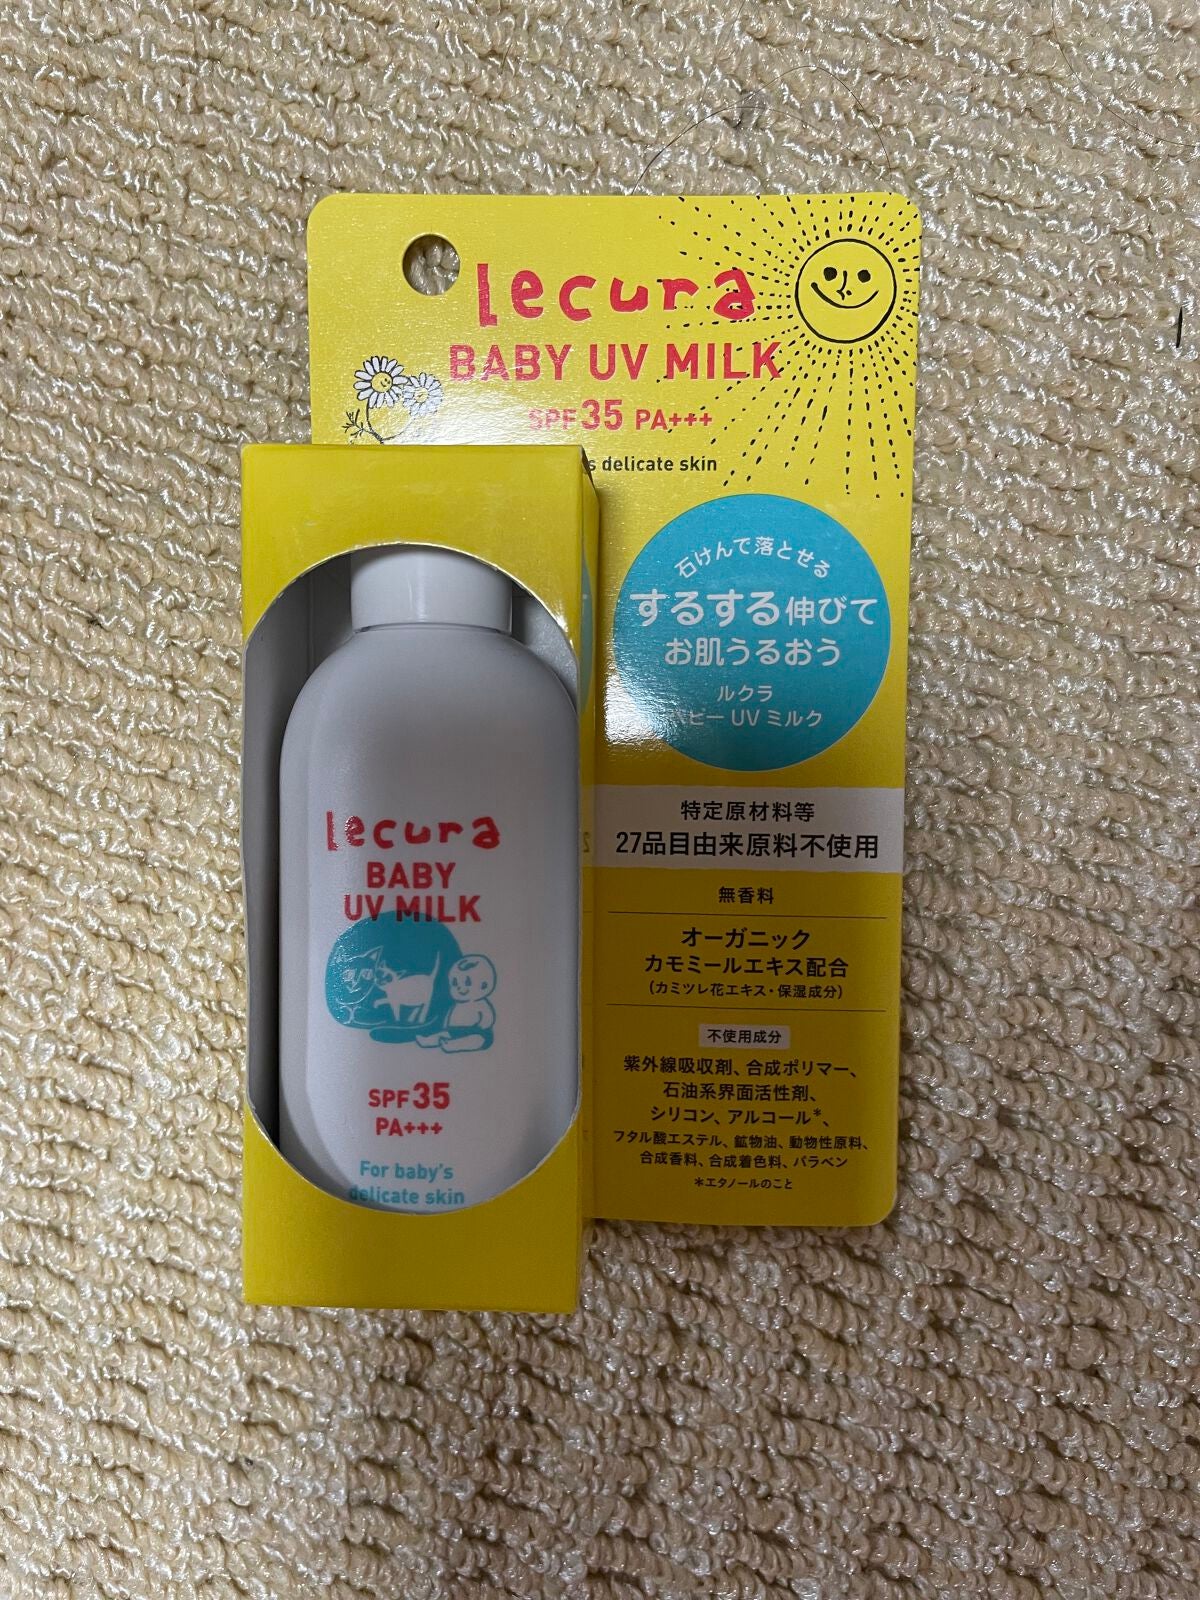 lecura
BABY UV MILK
SPF35 PA+++
s delicate skin
石けんで落とせる
するする伸びて
お肌うるおう
ルクラ
ベビー UV ミルク
特定原材料等
27品目由来原料不使用
無香料
オーガニック
カモミールエキス配合
(カミツレ花エキス・保湿成分)
不使用成分
紫外線吸収剤、合成ポリマー、
石油系界面活性剤、
シリコン、アルコール*、
フタル酸エステル、鉱物油、動物性原料、
合成香料、合成着色料、パラベン
*エタノールのこと
lecura
BABY
UV MILK
SPF35
PA+++
For baby's
delicate skin